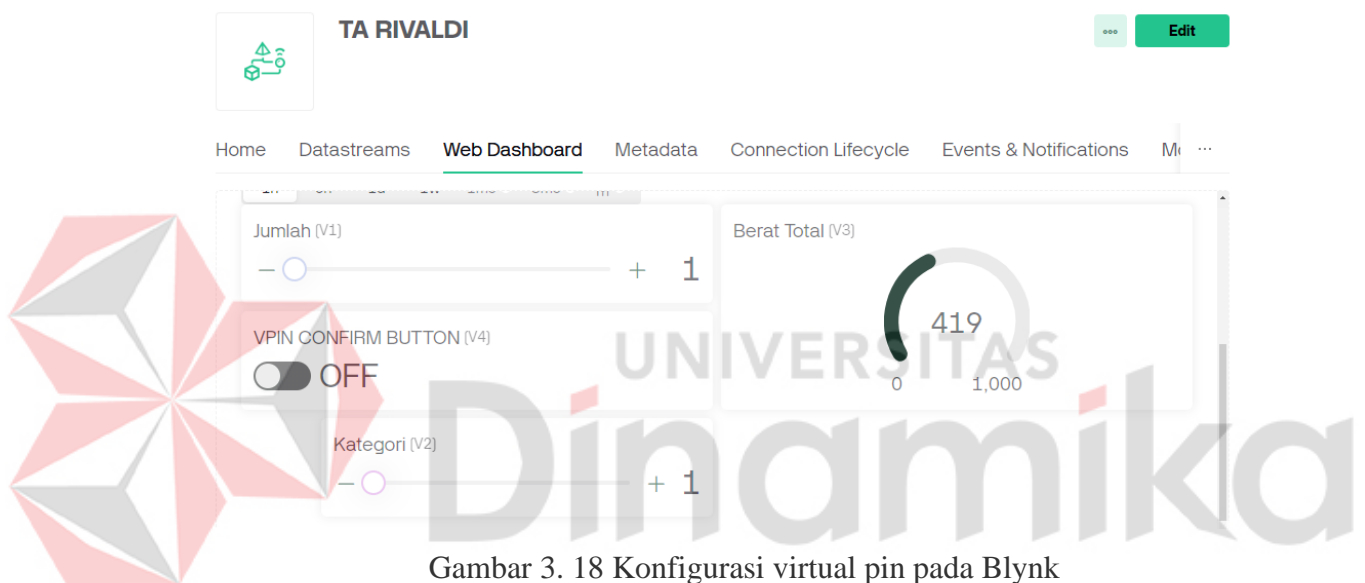 TA RIVALDI
Edit
Home Datastreams Web Dashboard Metadata Connection Lifecycle Events & Notifications
Jumlah (V1)
− + 1
Berat Total (V3)
419
0 1,000
VPIN CONFIRM BUTTON (V4)
OFF
Kategori (V2)
− + 1
UNIVERSITAS
Dinamika
Gambar 3. 18 Konfigurasi virtual pin pada Blynk